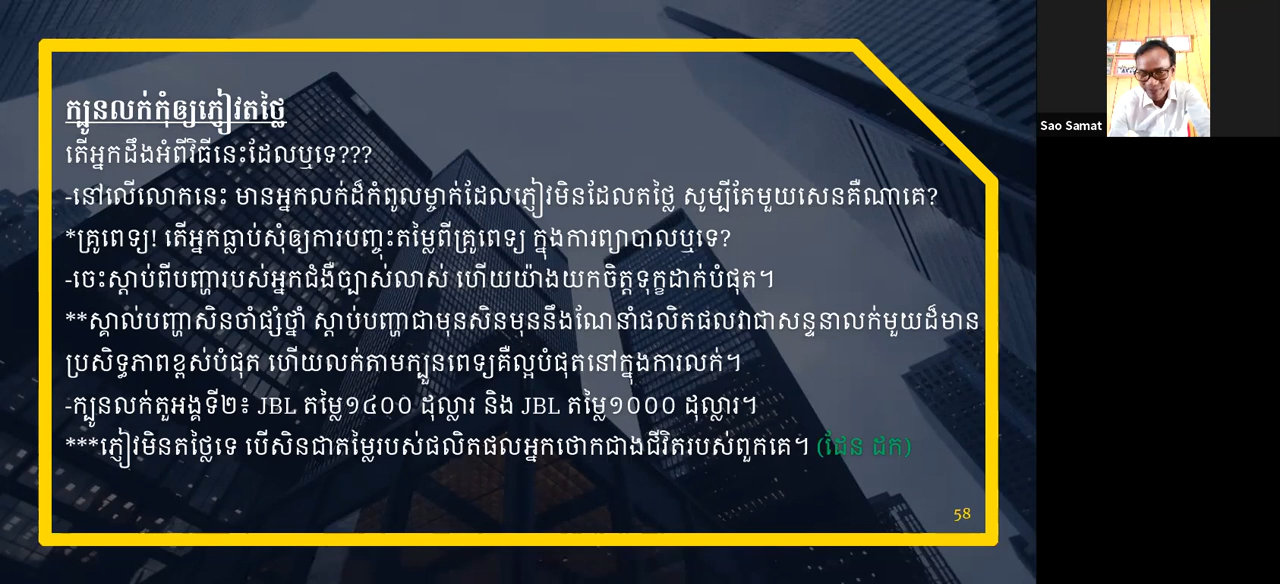 ក្បួនលក់កុំឲ្យភ្ញៀវតថ្លៃ
តើអ្នកដឹងអំពីវិធីនេះដែលឬទេ???
-នៅលើលោកនេះ មានអ្នកលក់ដ៏កំពូលម្នាក់ដែលភ្ញៀវមិនដែលតថ្លៃ សូម្បីតែមួយសេនគឺណាគេ?
*គ្រូពេទ្យ! តើអ្នកធ្លាប់សុំឲ្យការបញ្ចុះតម្លៃពីគ្រូពេទ្យ ក្នុងការព្យាបាលឬទេ?
-ចេះស្តាប់ពីបញ្ហារបស់អ្នកជំងឺច្បាស់លាស់ ហើយយ៉ាងយកចិត្តទុក្ខដាក់បំផុត។
**ស្គាល់បញ្ហាសិនចាំផ្សំថ្នាំ ស្តាប់បញ្ហាជាមុនសិនមុននឹងណែនាំផលិតផលវាជាសន្ទនាលក់មួយដ៏មាន
ប្រសិទ្ធភាពខ្ពស់បំផុត ហើយលក់តាមក្បួនពេទ្យគឺល្អបំផុតនៅក្នុងការលក់។
-ក្បួនលក់តួអង្គទី២៖ JBL តម្លៃ១៤០០ ដុល្លារ និង JBL តម្លៃ១០០០ ដុល្លារ។
***ភ្ញៀវមិនតថ្លៃទេ បើសិនជាតម្លៃរបស់ផលិតផលអ្នកថោកជាងជីវិតរបស់ពួកគេ។ (ដែន ដក)
58
Sao Samat